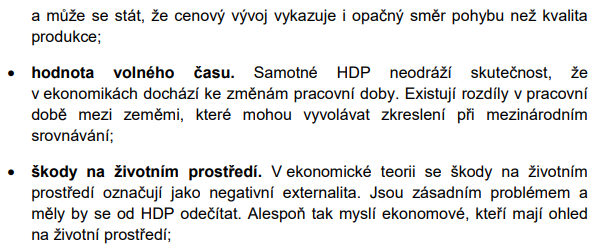 a může se stát, že cenový vývoj vykazuje i opačný směr pohybu než kvalita
produkce;
• hodnota volného času. Samotné HDP neodráží skutečnost, že
v ekonomikách dochází ke změnám pracovní doby. Existují rozdíly v pracovní
době mezi zeměmi, které mohou vyvolávat zkreslení při mezinárodním
srovnávání;
• škody na životním prostředí. V ekonomické teorii se škody na životním
prostředí označují jako negativní externalita. Jsou zásadním problémem a
měly by se od HDP odečítat. Alespoň tak myslí ekonomové, kteří mají ohled
na životní prostředí;